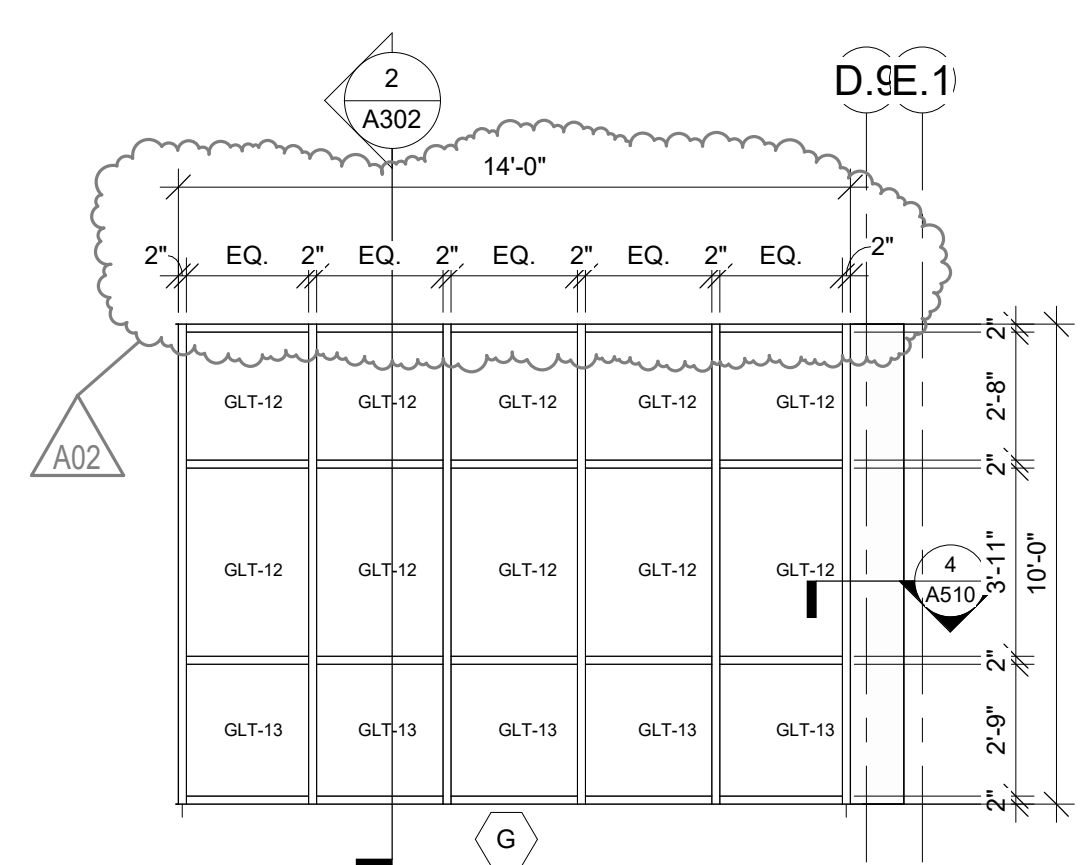 2
A302
D.9
E.1
14'-0"
2" EQ. 2" EQ. 2" EQ. 2" EQ. 2" EQ. 2"
2"
GLT-12 GLT-12 GLT-12 GLT-12 GLT-12
2'-8"
A02
2"
GLT-12 GLT-12 GLT-12 GLT-12 GLT-12
3'-11"
10'-0"
4
A510
2"
GLT-13 GLT-13 GLT-13 GLT-13 GLT-13
2'-9"
2"
G